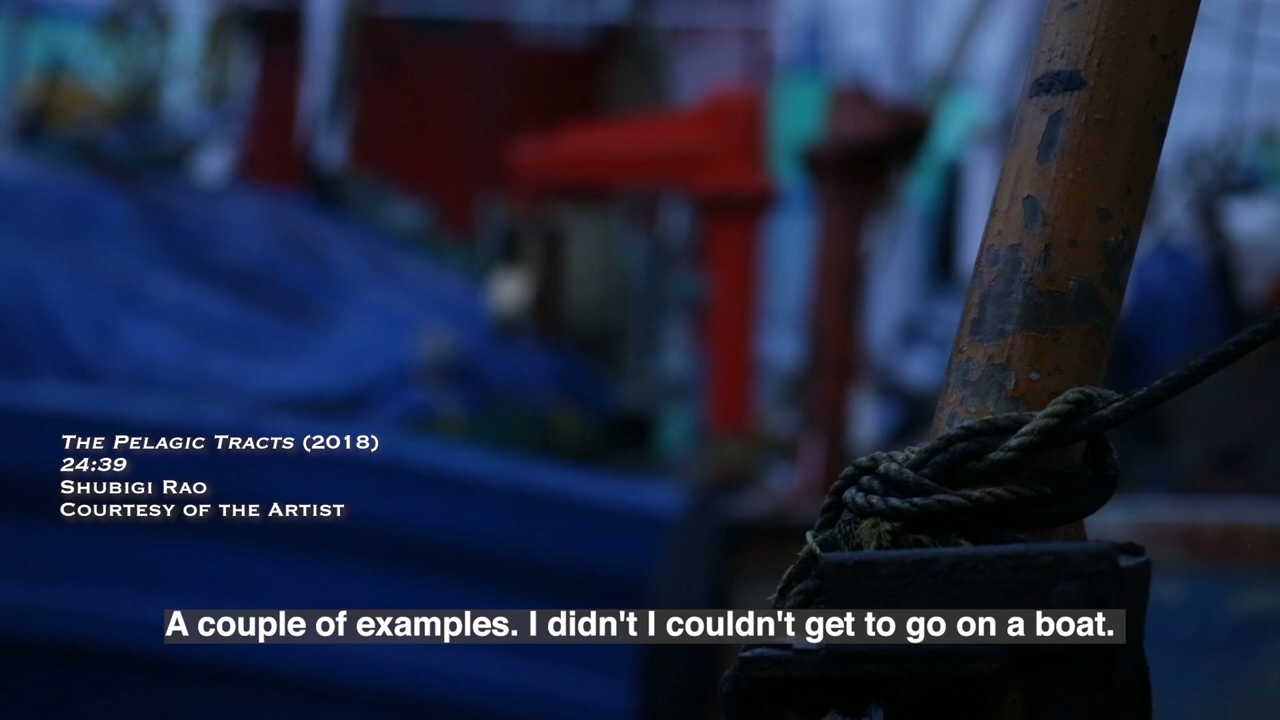 The Pelagic Tracts (2018)
24:39
Shubigi Rao
Courtesy of the Artist
A couple of examples. I didn't I couldn't get to go on a boat.